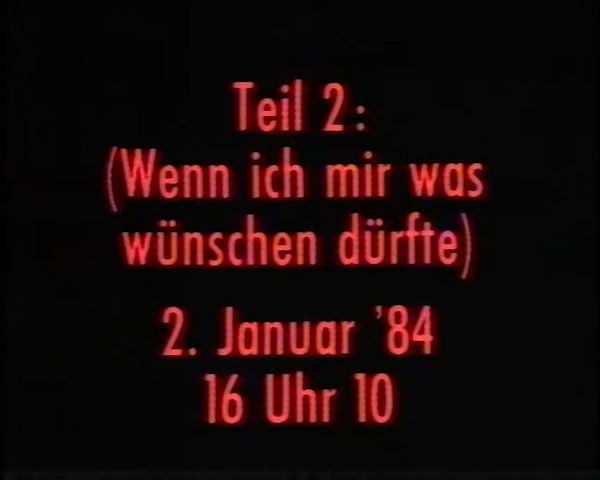 Teil 2:
(Wenn ich mir was
wünschen dürfte)
2. Januar '84
16 Uhr 10